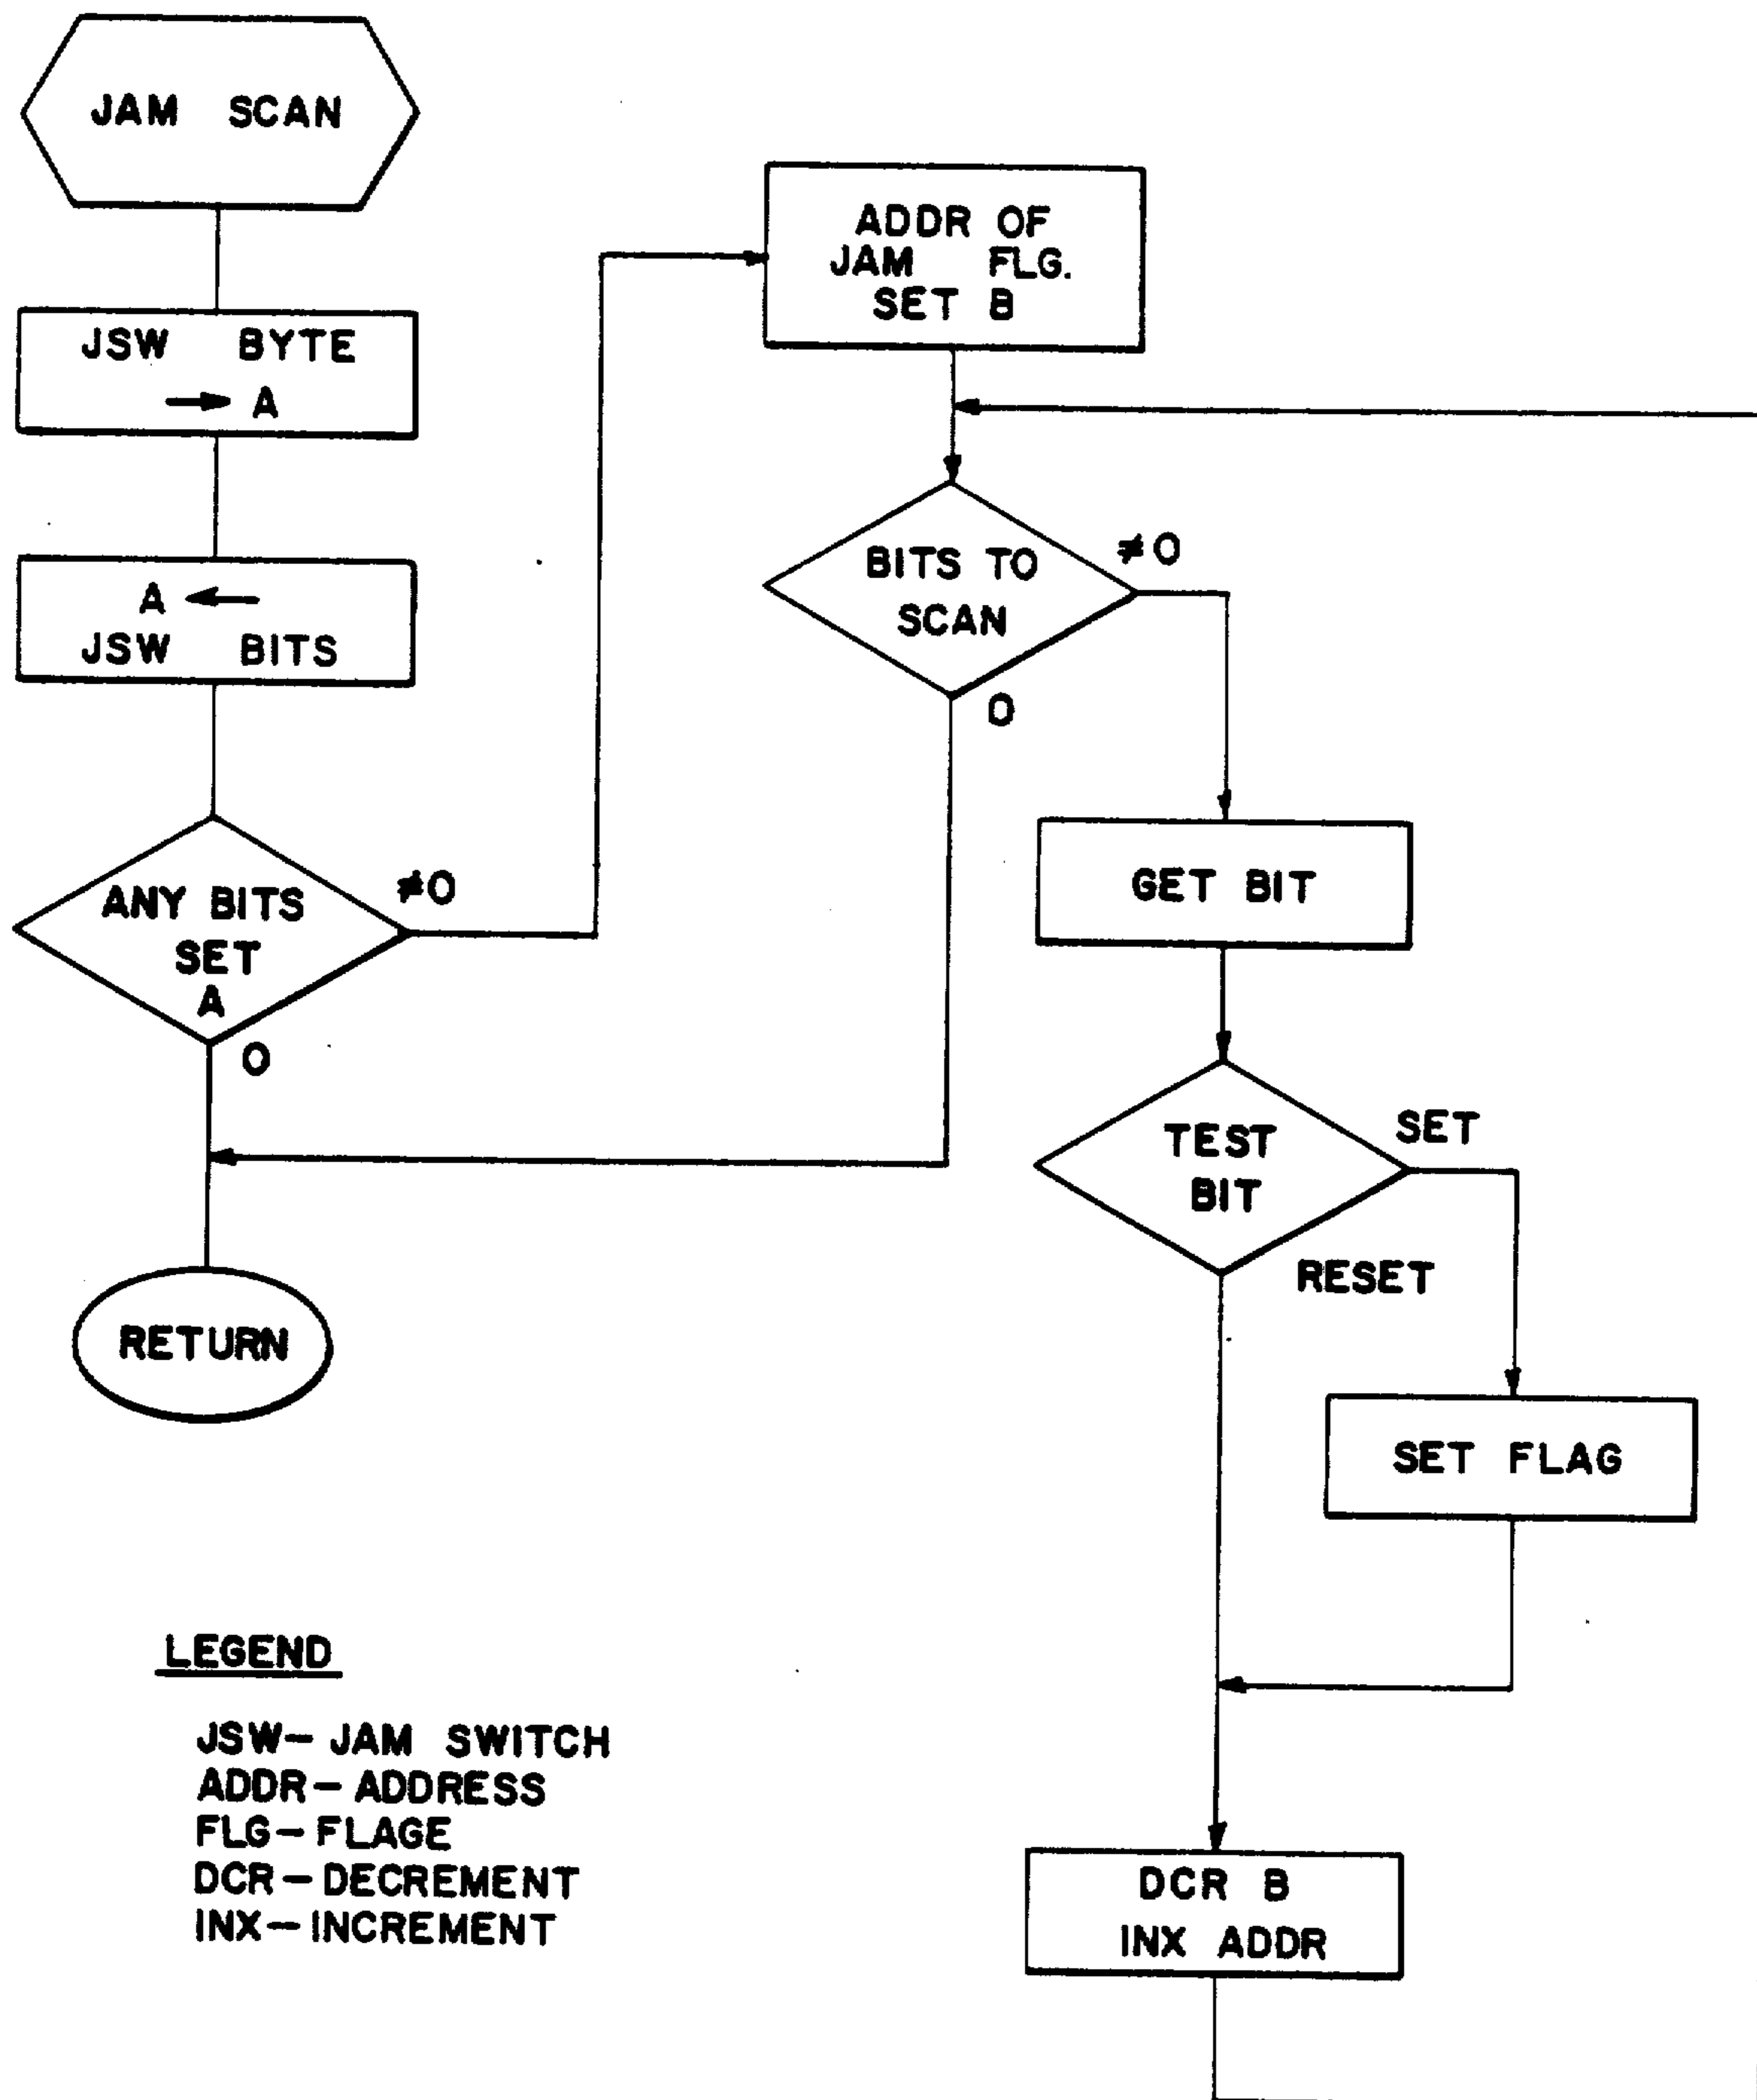 JAM SCAN
JSW BYTE
→ A
A ←
JSW BITS
ANY BITS
SET
A
≠0
0
RETURN
ADDR OF
JAM FLG.
SET B
BITS TO
SCAN
≠0
0
GET BIT
TEST
BIT
SET
RESET
SET FLAG
DCR B
INX ADDR
LEGEND
JSW-JAM SWITCH
ADDR-ADDRESS
FLG-FLAGE
DCR-DECREMENT
INX-INCREMENT